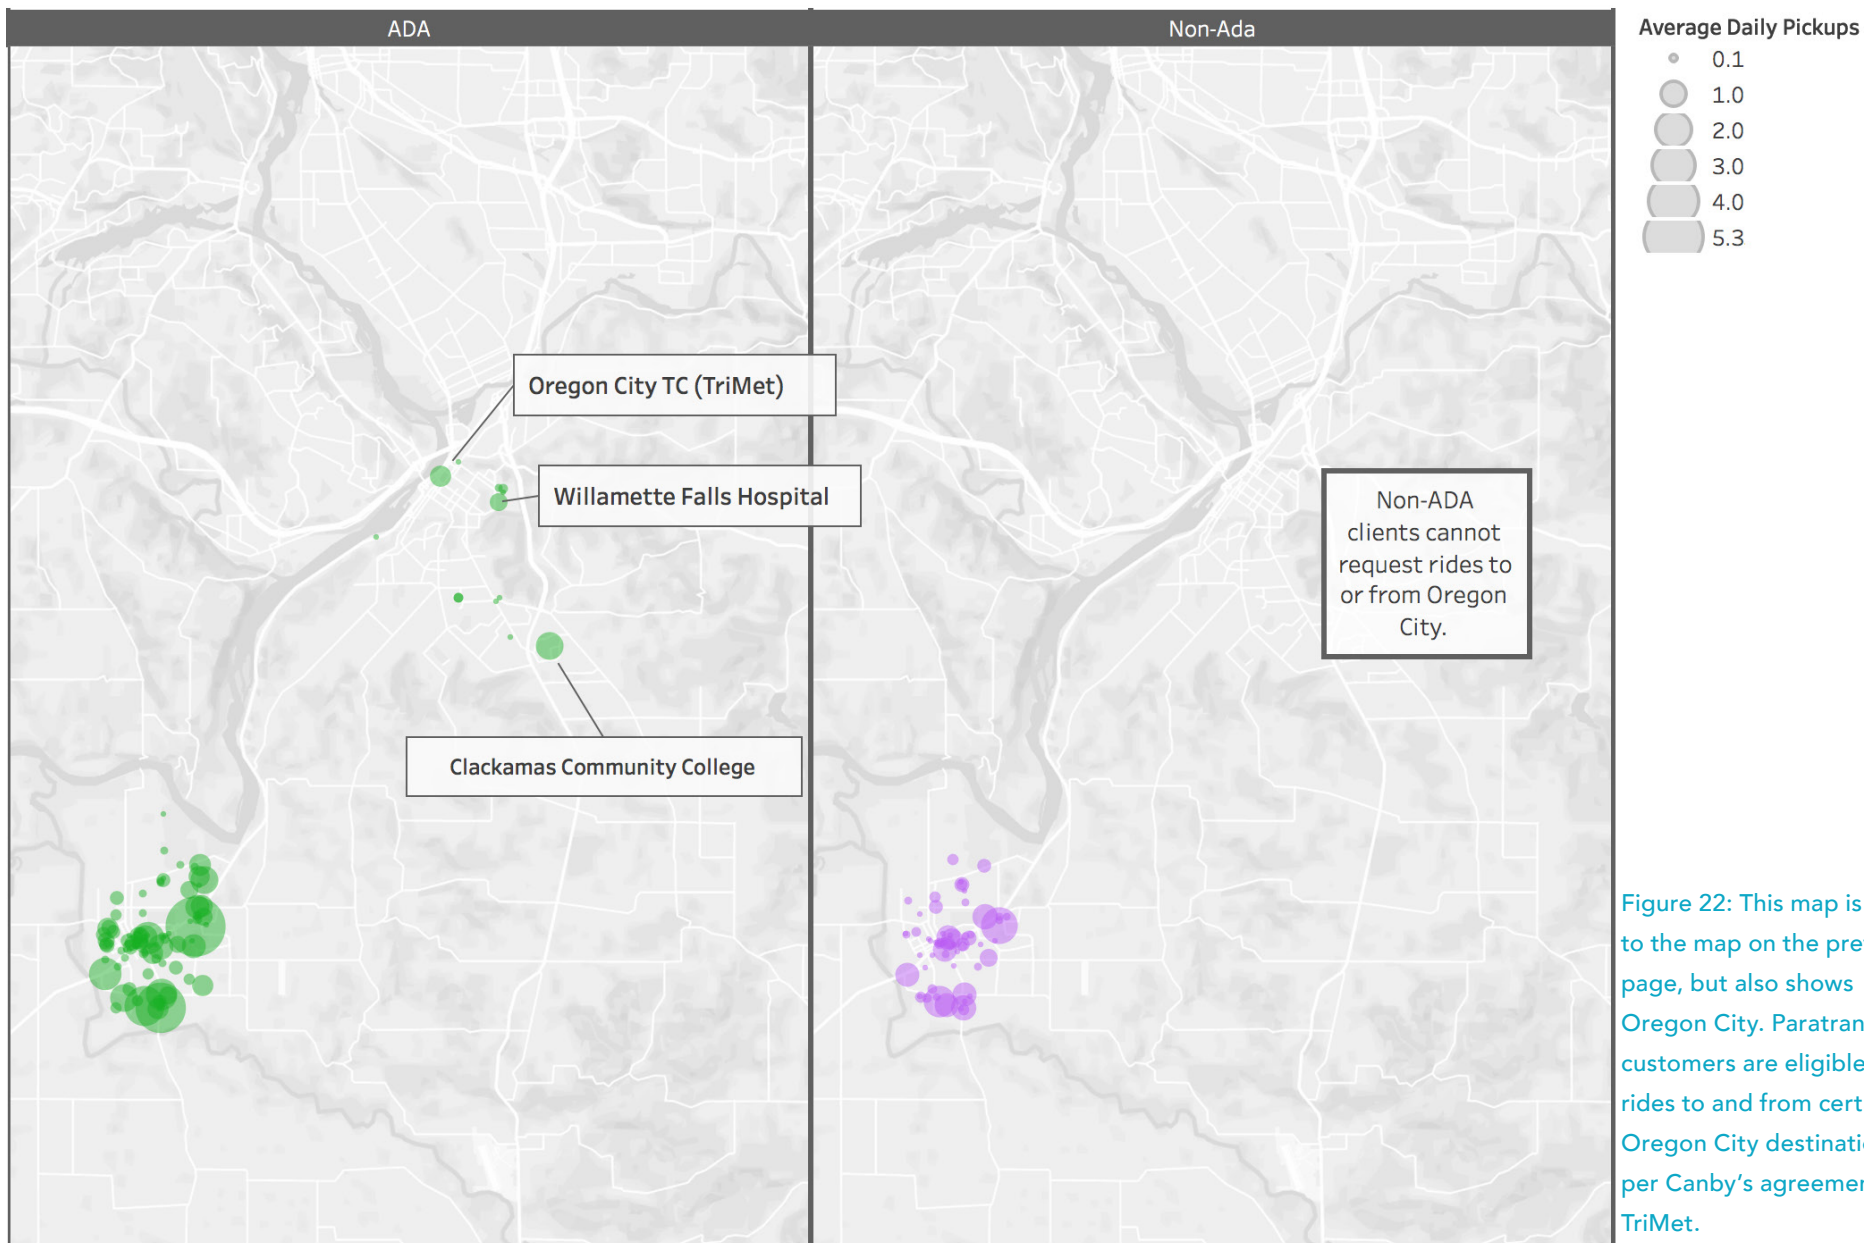 ADA
Non-Ada
Average Daily Pickups
0.1
1.0
2.0
3.0
4.0
5.3
Oregon City TC (TriMet)
Willamette Falls Hospital
Clackamas Community College
Non-ADA
clients cannot
request rides to
or from Oregon
City.
Figure 22: This map is
to the map on the pre
page, but also shows
Oregon City. Paratran
customers are eligible
rides to and from cert
Oregon City destinati
per Canby’s agreemen
TriMet.